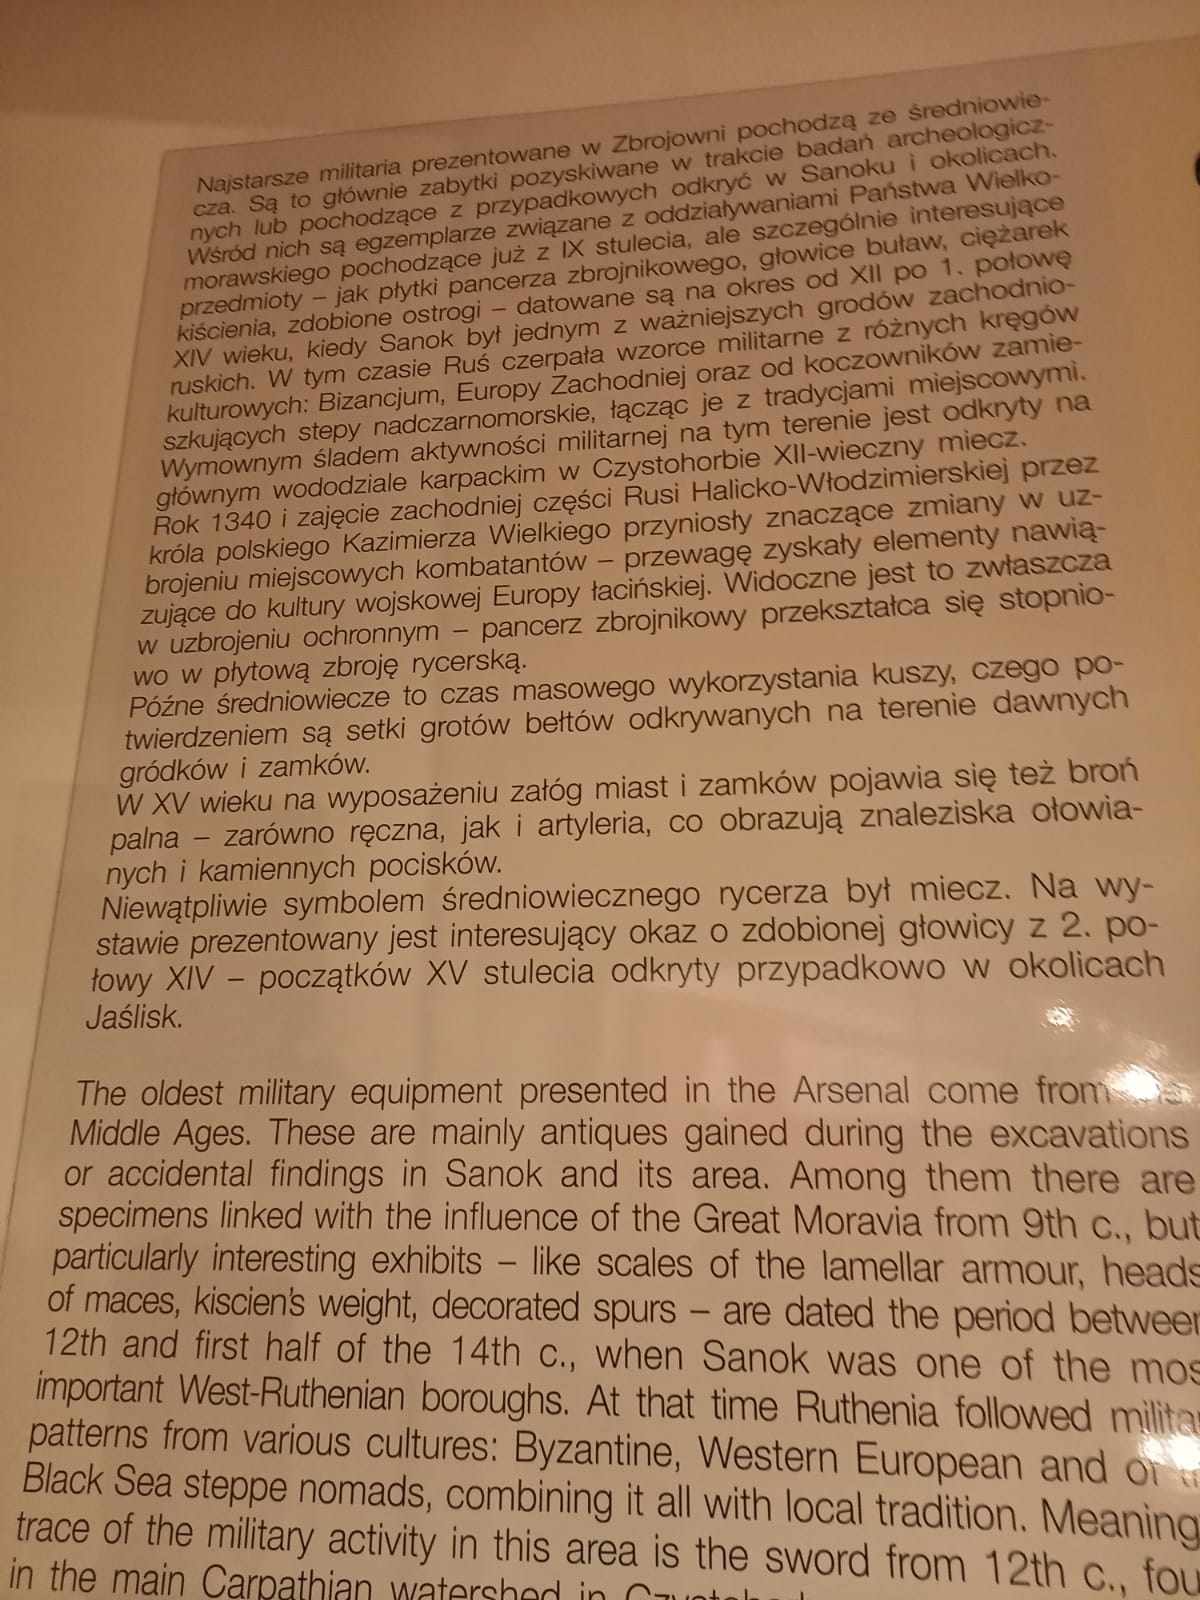 Najstarsze militaria prezentowane w Zbrojowni pochodzą ze średniowie-
cza. Są to głównie zabytki pozyskiwane w trakcie badań archeologicz-
nych lub pochodzące z przypadkowych odkryć w Sanoku i okolicach.
Wśród nich są egzemplarze związane z oddziaływaniami Państwa Wielko-
morawskiego pochodzące już z IX stulecia, ale szczególnie interesujące
przedmioty – jak płytki pancerza zbrojnikowego, głowice buław, ciężarek
kiścienia, zdobione ostrogi – datowane są na okres od XII po 1. połowę
XIV wieku, kiedy Sanok był jednym z ważniejszych grodów zachodnio-
ruskich. W tym czasie Ruś czerpała wzorce militarne z różnych kręgów
kulturowych: Bizancjum, Europy Zachodniej oraz od koczowników zamie-
szkujących stepy nadczarnomorskie, łącząc je z tradycjami miejscowymi.
Wymownym śladem aktywności militarnej na tym terenie jest odkryty na
głównym wododziale karpackim w Czystohorbie XII-wieczny miecz.
Rok 1340 i zajęcie zachodniej części Rusi Halicko-Włodzimierskiej przez
króla polskiego Kazimierza Wielkiego przyniosły znaczące zmiany w uz-
brojeniu miejscowych kombatantów – przewagę zyskały elementy nawią-
zujące do kultury wojskowej Europy łacińskiej. Widoczne jest to zwłaszcza
w uzbrojeniu ochronnym – pancerz zbrojnikowy przekształca się stopnio-
wo w płytową zbroję rycerską.
Późne średniowiecze to czas masowego wykorzystania kuszy, czego po-
twierdzeniem są setki grotów bełtów odkrywanych na terenie dawnych
gródków i zamków.
W XV wieku na wyposażeniu załóg miast i zamków pojawia się też broń
palna – zarówno ręczna, jak i artyleria, co obrazują znaleziska ołowia-
nych i kamiennych pocisków.
Niewątpliwie symbolem średniowiecznego rycerza był miecz. Na wy-
stawie prezentowany jest interesujący okaz o zdobionej głowicy z 2. po-
łowy XIV – początków XV stulecia odkryty przypadkowo w okolicach
Jaślisk.
The oldest military equipment presented in the Arsenal come from
Middle Ages. These are mainly antiques gained during the excavations
or accidental findings in Sanok and its area. Among them there are
specimens linked with the influence of the Great Moravia from 9th c., but
particularly interesting exhibits – like scales of the lamellar armour, heads
of maces, kiscien's weight, decorated spurs – are dated the period between
12th and first half of the 14th c., when Sanok was one of the mos
important West-Ruthenian boroughs. At that time Ruthenia followed milita
patterns from various cultures: Byzantine, Western European and of
Black Sea steppe nomads, combining it all with local tradition. Meaning
trace of the military activity in this area is the sword from 12th c., fou
in the main Carpathian watershed in